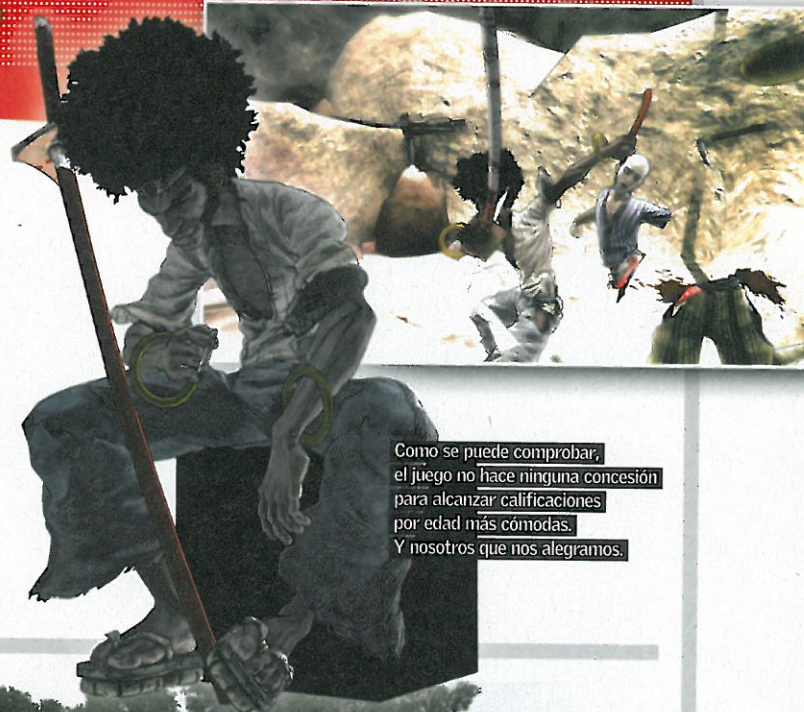 Como se puede comprobar,
el juego no hace ninguna concesión
para alcanzar calificaciones
por edad más cómodas.
Y nosotros que nos alegramos.